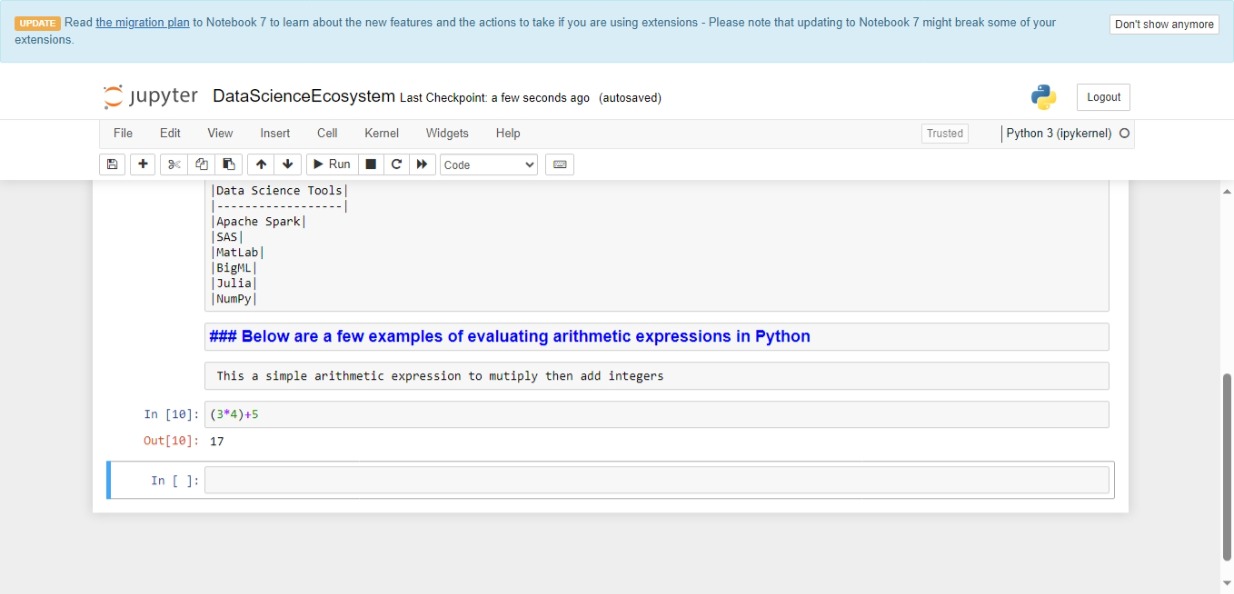 UPDATE Read the migration plan to Notebook 7 to learn about the new features and the actions to take if you are using extensions - Please note that updating to Notebook 7 might break some of your
extensions.
Don't show anymore
jupyter DataScienceEcosystem Last Checkpoint: a few seconds ago (autosaved)
Logout
File Edit View Insert Cell Kernel Widgets Help
Trusted
Python 3 (ipykernel)
Run
Code
|Data Science Tools|
|------------------|
|Apache Spark|
|SAS|
|MatLab|
|BigML|
|Julia|
|NumPy|
### Below are a few examples of evaluating arithmetic expressions in Python
This a simple arithmetic expression to mutiply then add integers
In [10]: (3*4)+5
Out[10]: 17
In [ ]: